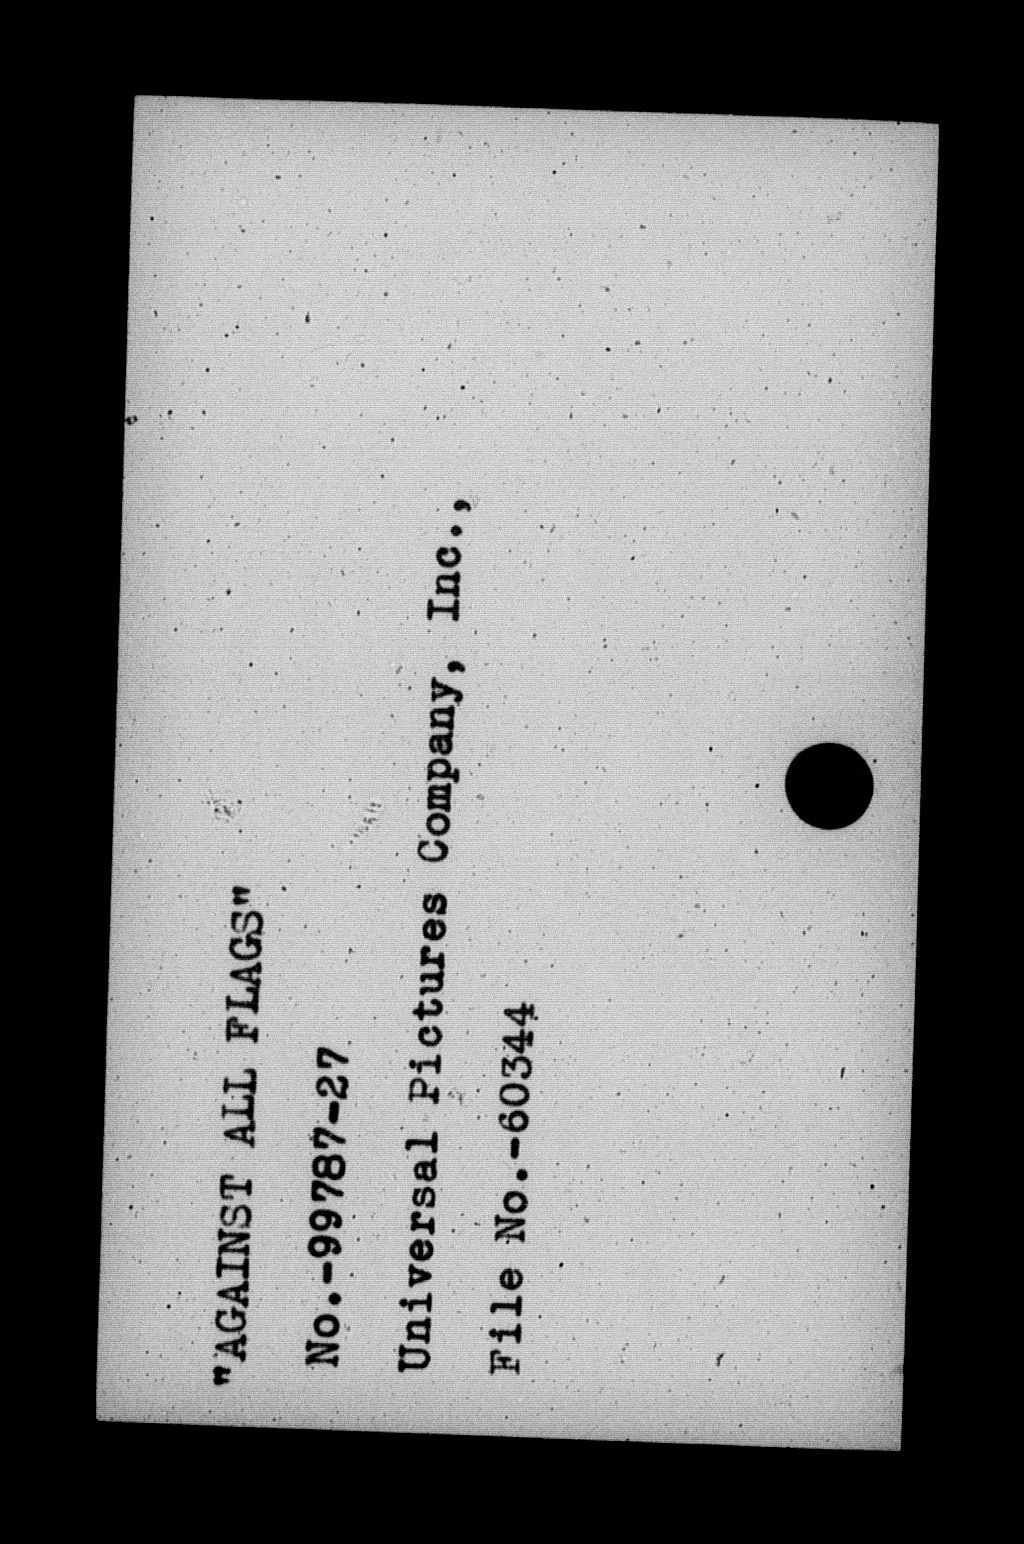 "AGAINST ALL FLAGS"
No.-99787-27
Universal Pictures Company, Inc.,
File No.-60344